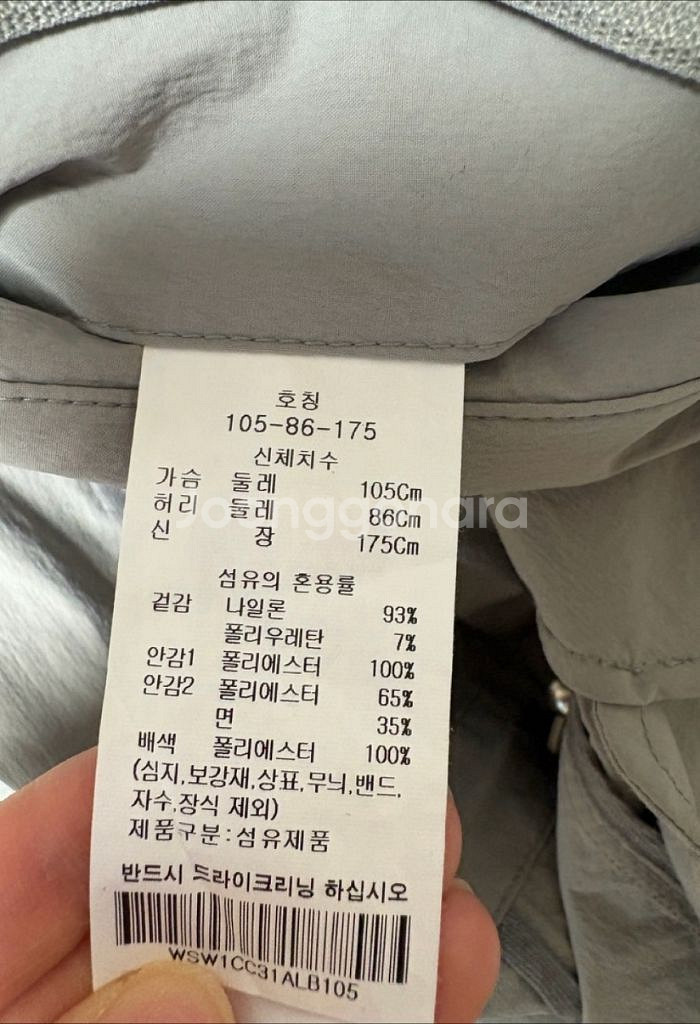 호칭
105-86-175
신체치수
가슴 둘레 105Cm
허리 둘레 86Cm
신 장 175Cm
섬유의 혼용률
겉감 나일론 93%
폴리우레탄 7%
안감1 폴리에스터 100%
안감2 폴리에스터 65%
면 35%
배색 폴리에스터 100%
(심지,보강재,상표,무늬,밴드,
자수,장식 제외)
제품구분:섬유제품
반드시 드라이크리닝 하십시오
WSW1CC31ALB105